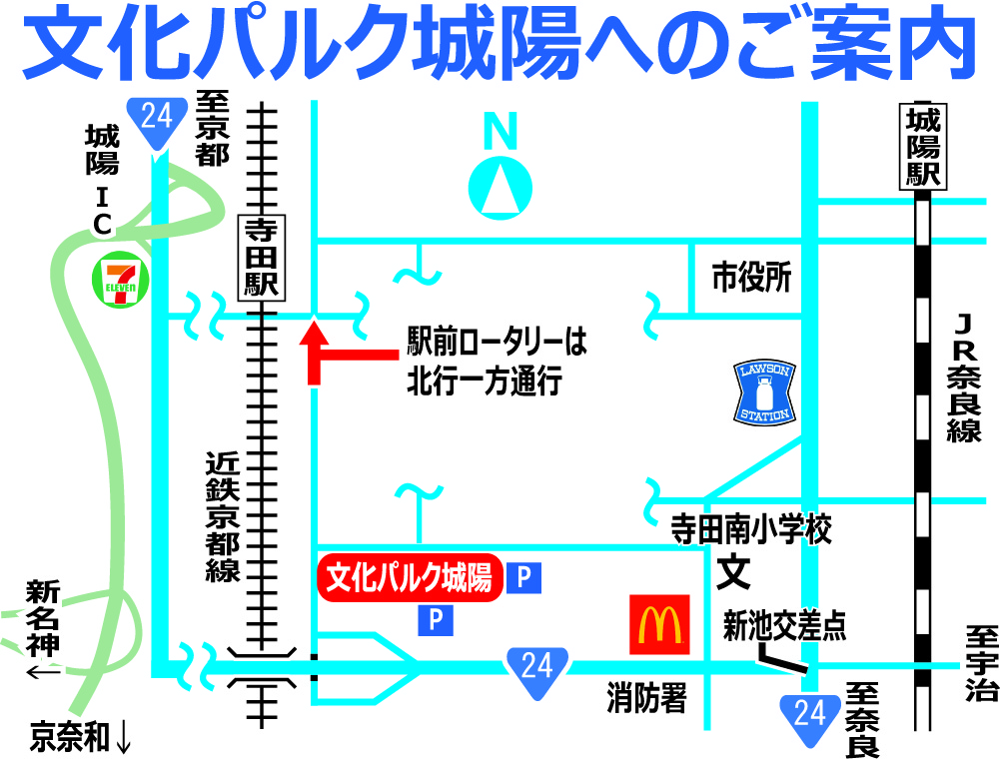 文化パルク城陽へのご案内
24
至京都
城陽IC
N
城陽駅
寺田駅
7
ELEVEN
市役所
駅前ロータリーは
北行一方通行
LAWSON
STATION
JR奈良線
近鉄京都線
寺田南小学校
文
文化パルク城陽
P
P
新名神
←
新池交差点
至宇治
24
消防署
24
至奈良
京奈和↓